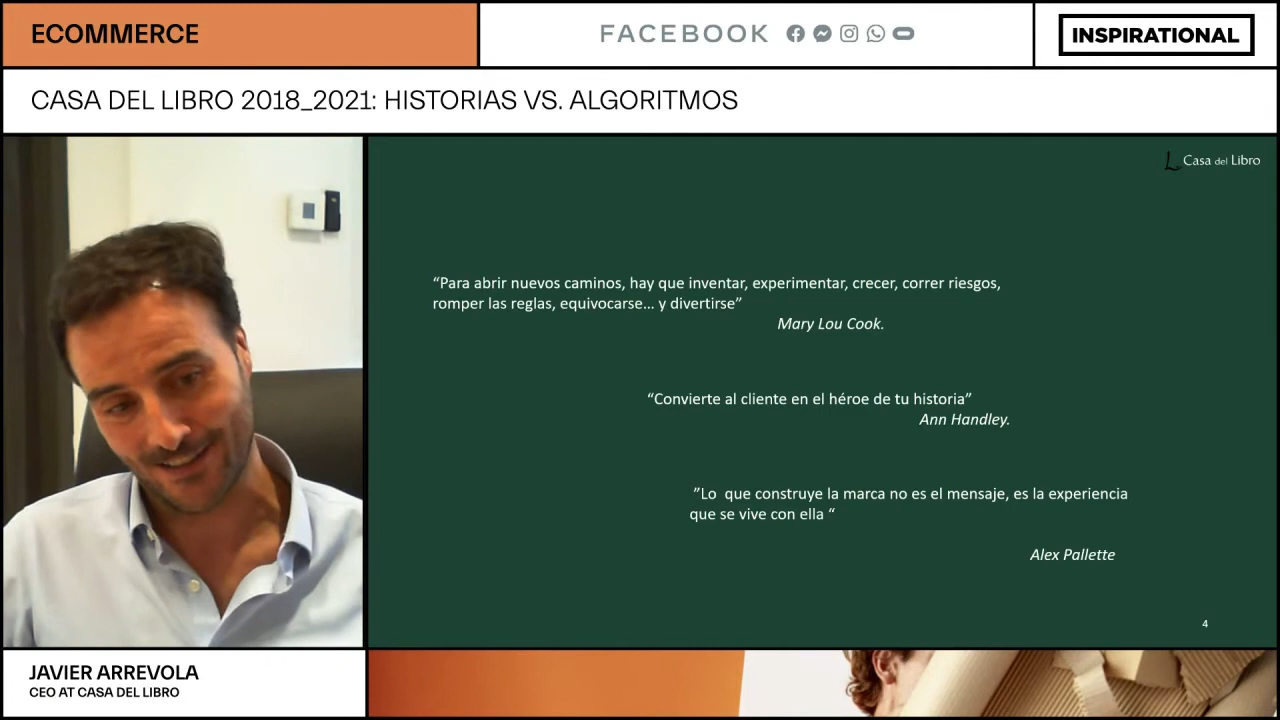 ECOMMERCE
FACEBOOK
INSPIRATIONAL
CASA DEL LIBRO 2018_2021: HISTORIAS VS. ALGORITMOS
Casa del Libro
“Para abrir nuevos caminos, hay que inventar, experimentar, crecer, correr riesgos,
romper las reglas, equivocarse... y divertirse”
Mary Lou Cook.
“Convierte al cliente en el héroe de tu historia”
Ann Handley.
”Lo que construye la marca no es el mensaje, es la experiencia
que se vive con ella “
Alex Pallette
4
JAVIER ARREVOLA
CEO AT CASA DEL LIBRO